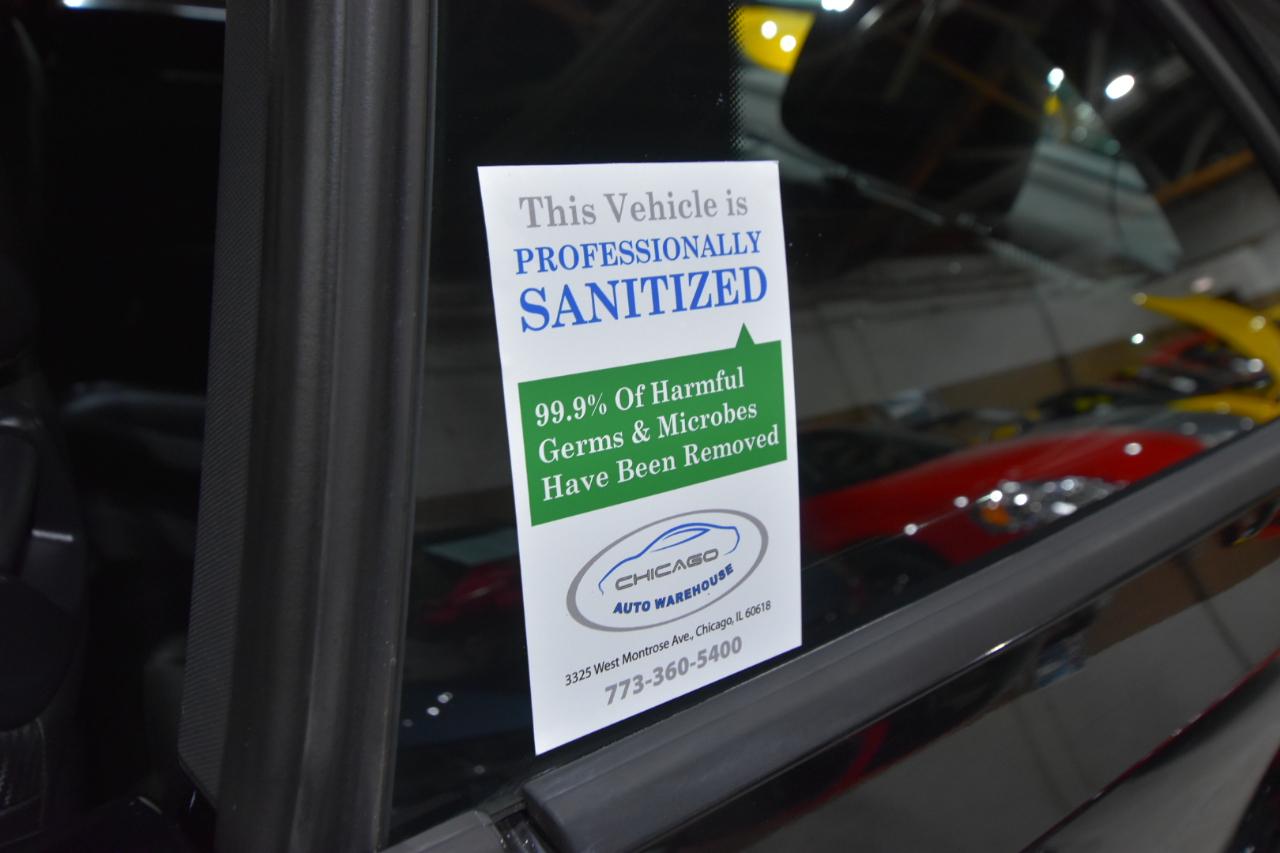 This Vehicle is
PROFESSIONALLY
SANITIZED
99.9% Of Harmful
Germs & Microbes
Have Been Removed
CHICAGO
AUTO WAREHOUSE
3325 West Montrose Ave., Chicago, IL 60618
773-360-5400